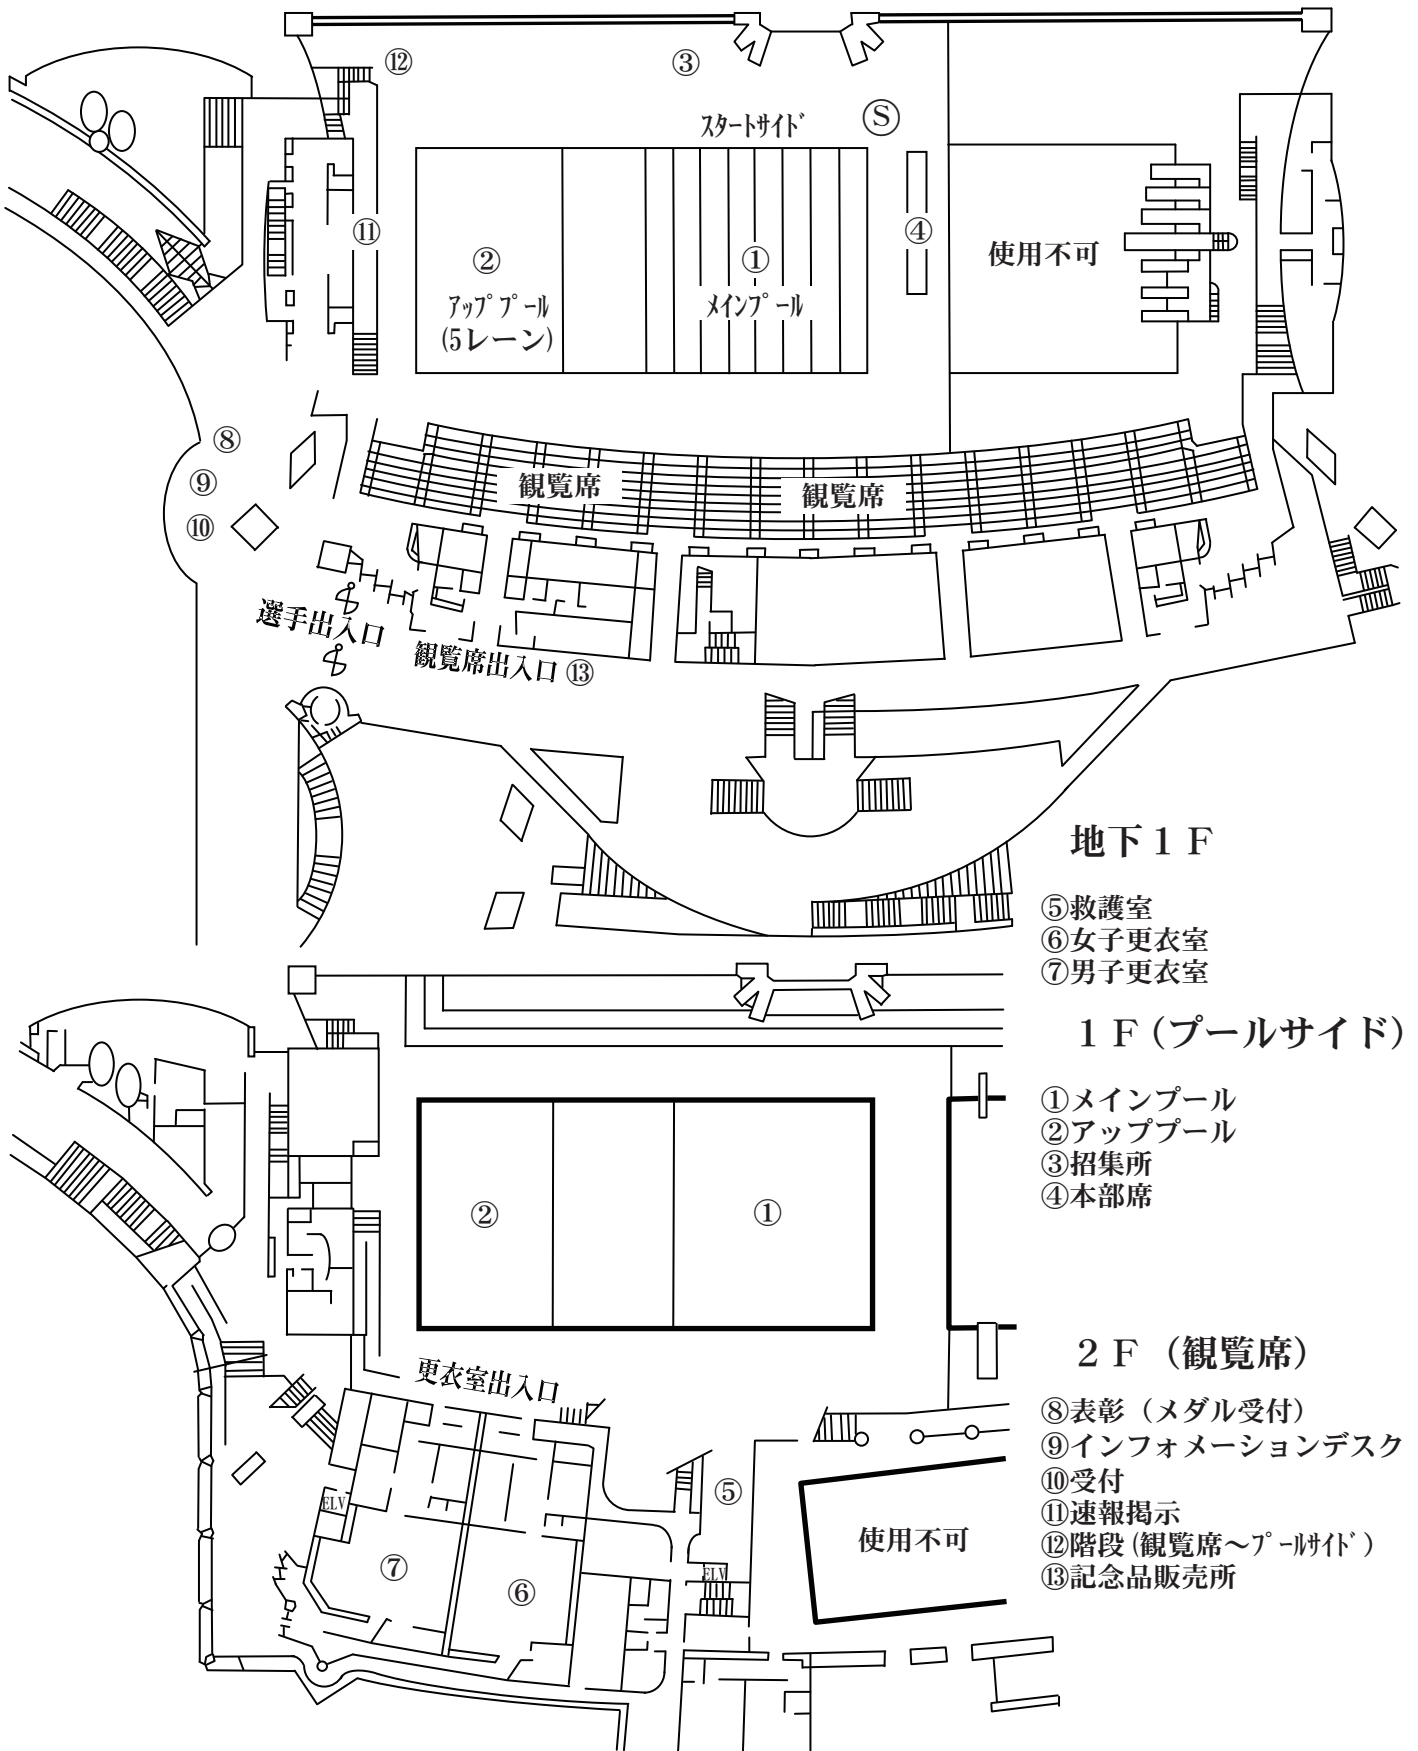 ⑫
③
Ⓢ
スタートサイド
⑪
②
①
④
使用不可
アッププール
(5レーン)
メインプール
⑧
⑨
⑩
観覧席
観覧席
選手出入口
観覧席出入口 ⑬
地下１Ｆ
⑤救護室
⑥女子更衣室
⑦男子更衣室
１Ｆ（プールサイド）
①メインプール
②アッププール
③招集所
④本部席
②
①
２Ｆ（観覧席）
⑧表彰（メダル受付）
⑨インフォメーションデスク
⑩受付
⑪速報掲示
⑫階段(観覧席～プールサイド)
⑬記念品販売所
更衣室出入口
ELV
⑤
使用不可
⑦
⑥
ELV